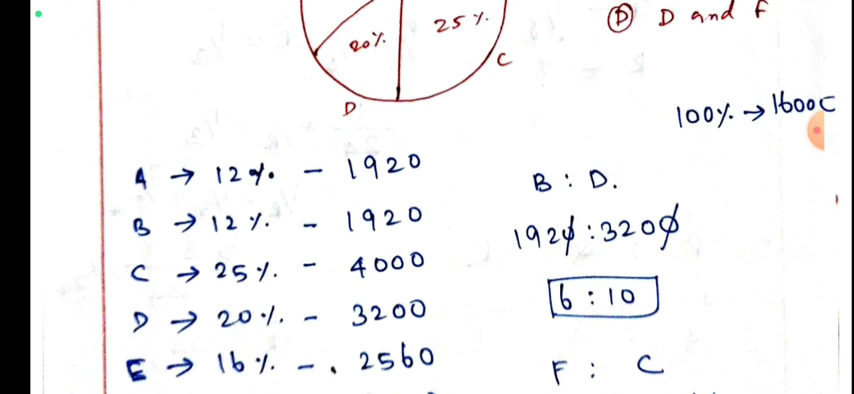 20%. 25%. Ⓓ D and F
C
D
100%. → 1600C
A → 12%. - 1920
B → 12%. - 1920
C → 25%. - 4000
D → 20%. - 3200
E → 16%. - . 2560
B : D.
1920 : 3200
6 : 10
F : C